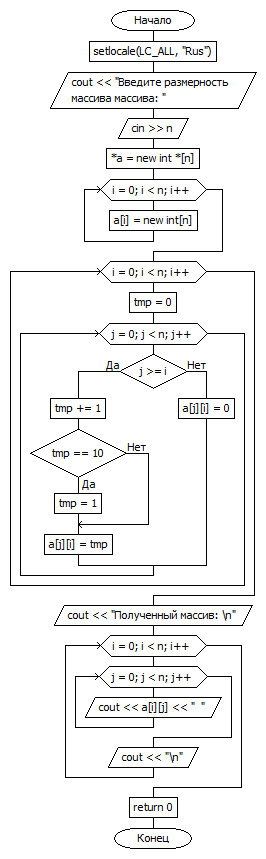 Начало
setlocale(LC_ALL, "Rus")
cout << "Введите размерность
массива массива: "
cin >> n
*a = new int *[n]
i = 0; i < n; i++
a[i] = new int[n]
i = 0; i < n; i++
tmp = 0
j = 0; j < n; j++
Да
j >= i
Нет
tmp += 1
a[j][i] = 0
tmp == 10
Нет
Да
tmp = 1
a[j][i] = tmp
cout << "Полученный массив: \n"
i = 0; i < n; i++
j = 0; j < n; j++
cout << a[i][j] << "  "
cout << "\n"
return 0
Конец